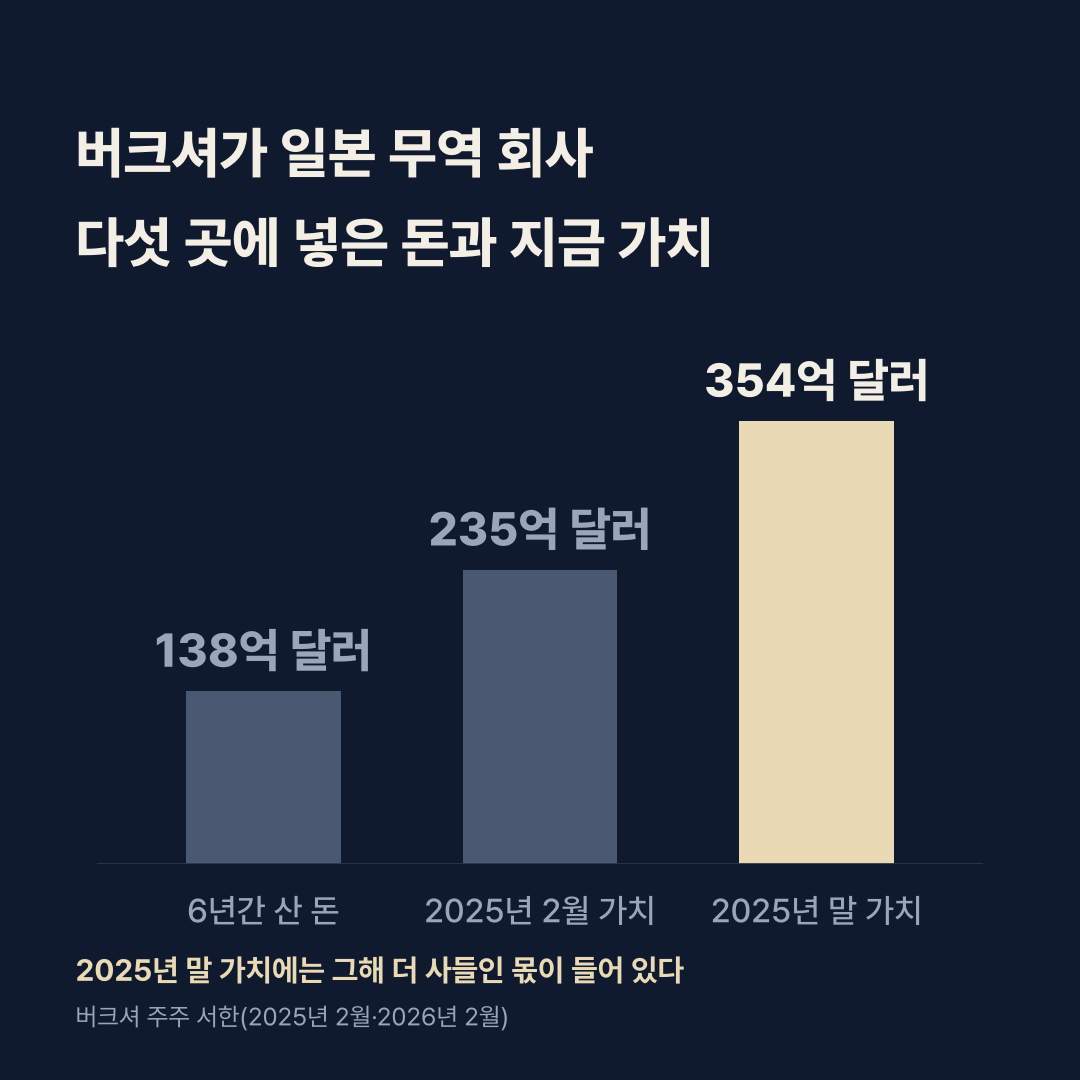 버크셔가 일본 무역 회사
다섯 곳에 넣은 돈과 지금 가치
354억 달러
235억 달러
138억 달러
6년간 산 돈
2025년 2월 가치
2025년 말 가치
2025년 말 가치에는 그해 더 사들인 몫이 들어 있다
버크셔 주주 서한(2025년 2월·2026년 2월)